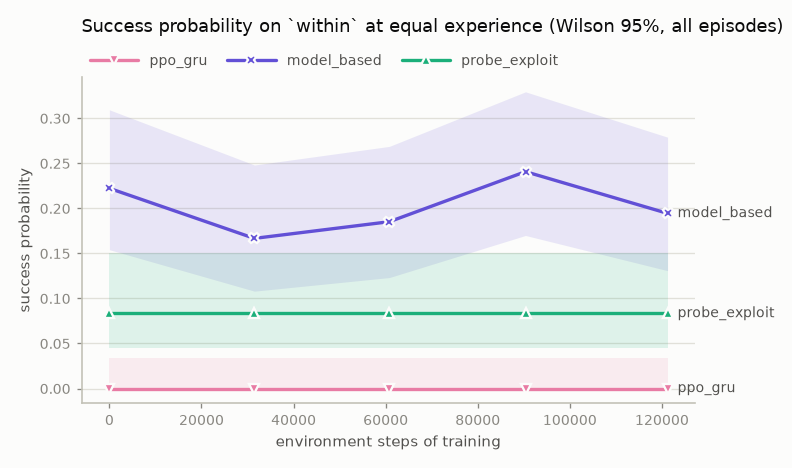 Success probability on `within` at equal experience (Wilson 95%, all episodes)
ppo_gru model_based probe_exploit
0.30
0.25
0.20
0.15
0.10
0.05
0.00
success probability
model_based
probe_exploit
ppo_gru
0 20000 40000 60000 80000 100000 120000
environment steps of training